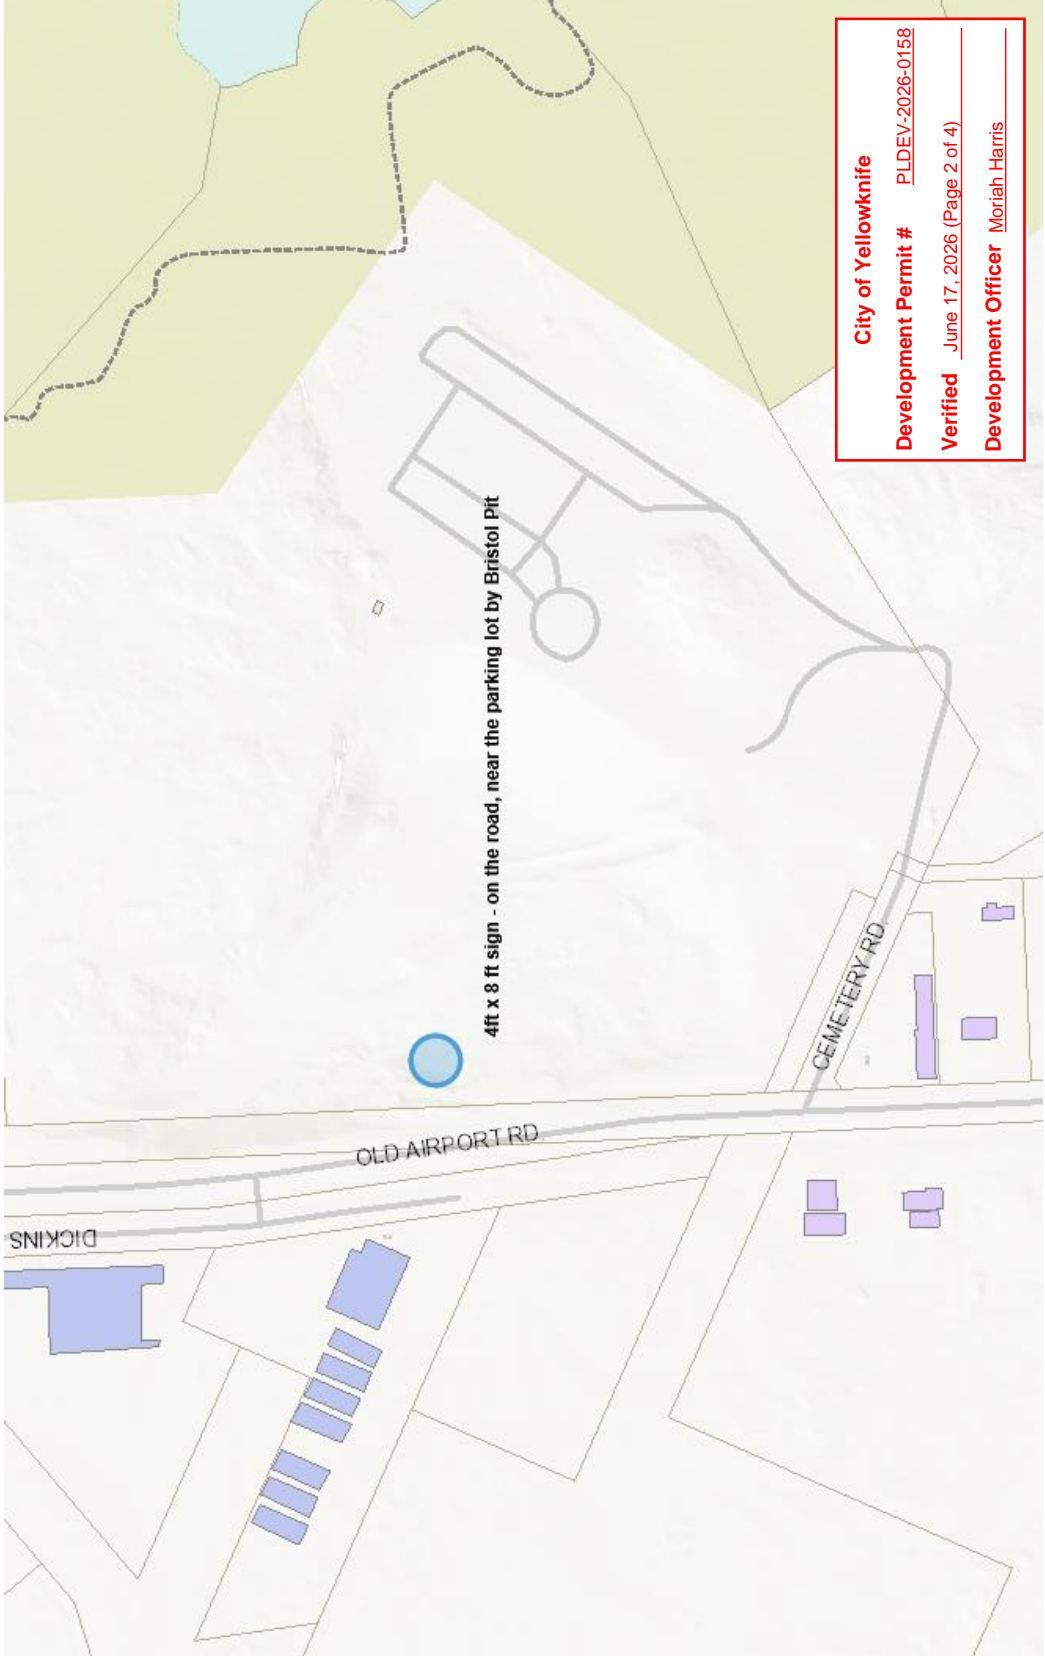 City of Yellowknife
Development Permit # PLDEV-2026-0158
Verified June 17, 2026 (Page 2 of 4)
Development Officer Moriah Harris
4ft x 8 ft sign - on the road, near the parking lot by Bristol Pit
OLD AIRPORT RD
CEMETERY RD
DICKINS